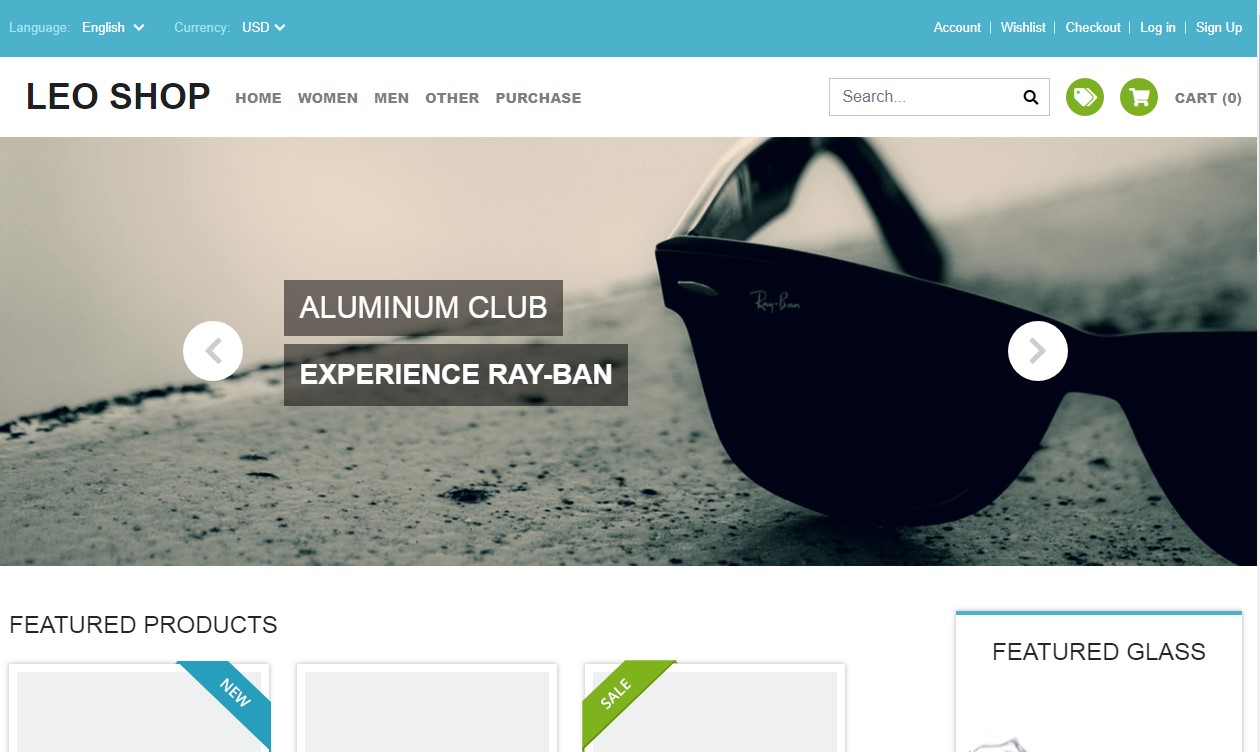 Language: English Currency: USD Account Wishlist Checkout Log in Sign Up
LEO SHOP HOME WOMEN MEN OTHER PURCHASE Search... CART (0)
Ray-Ban
ALUMINUM CLUB
EXPERIENCE RAY-BAN
FEATURED PRODUCTS
FEATURED GLASS
NEW
SALE